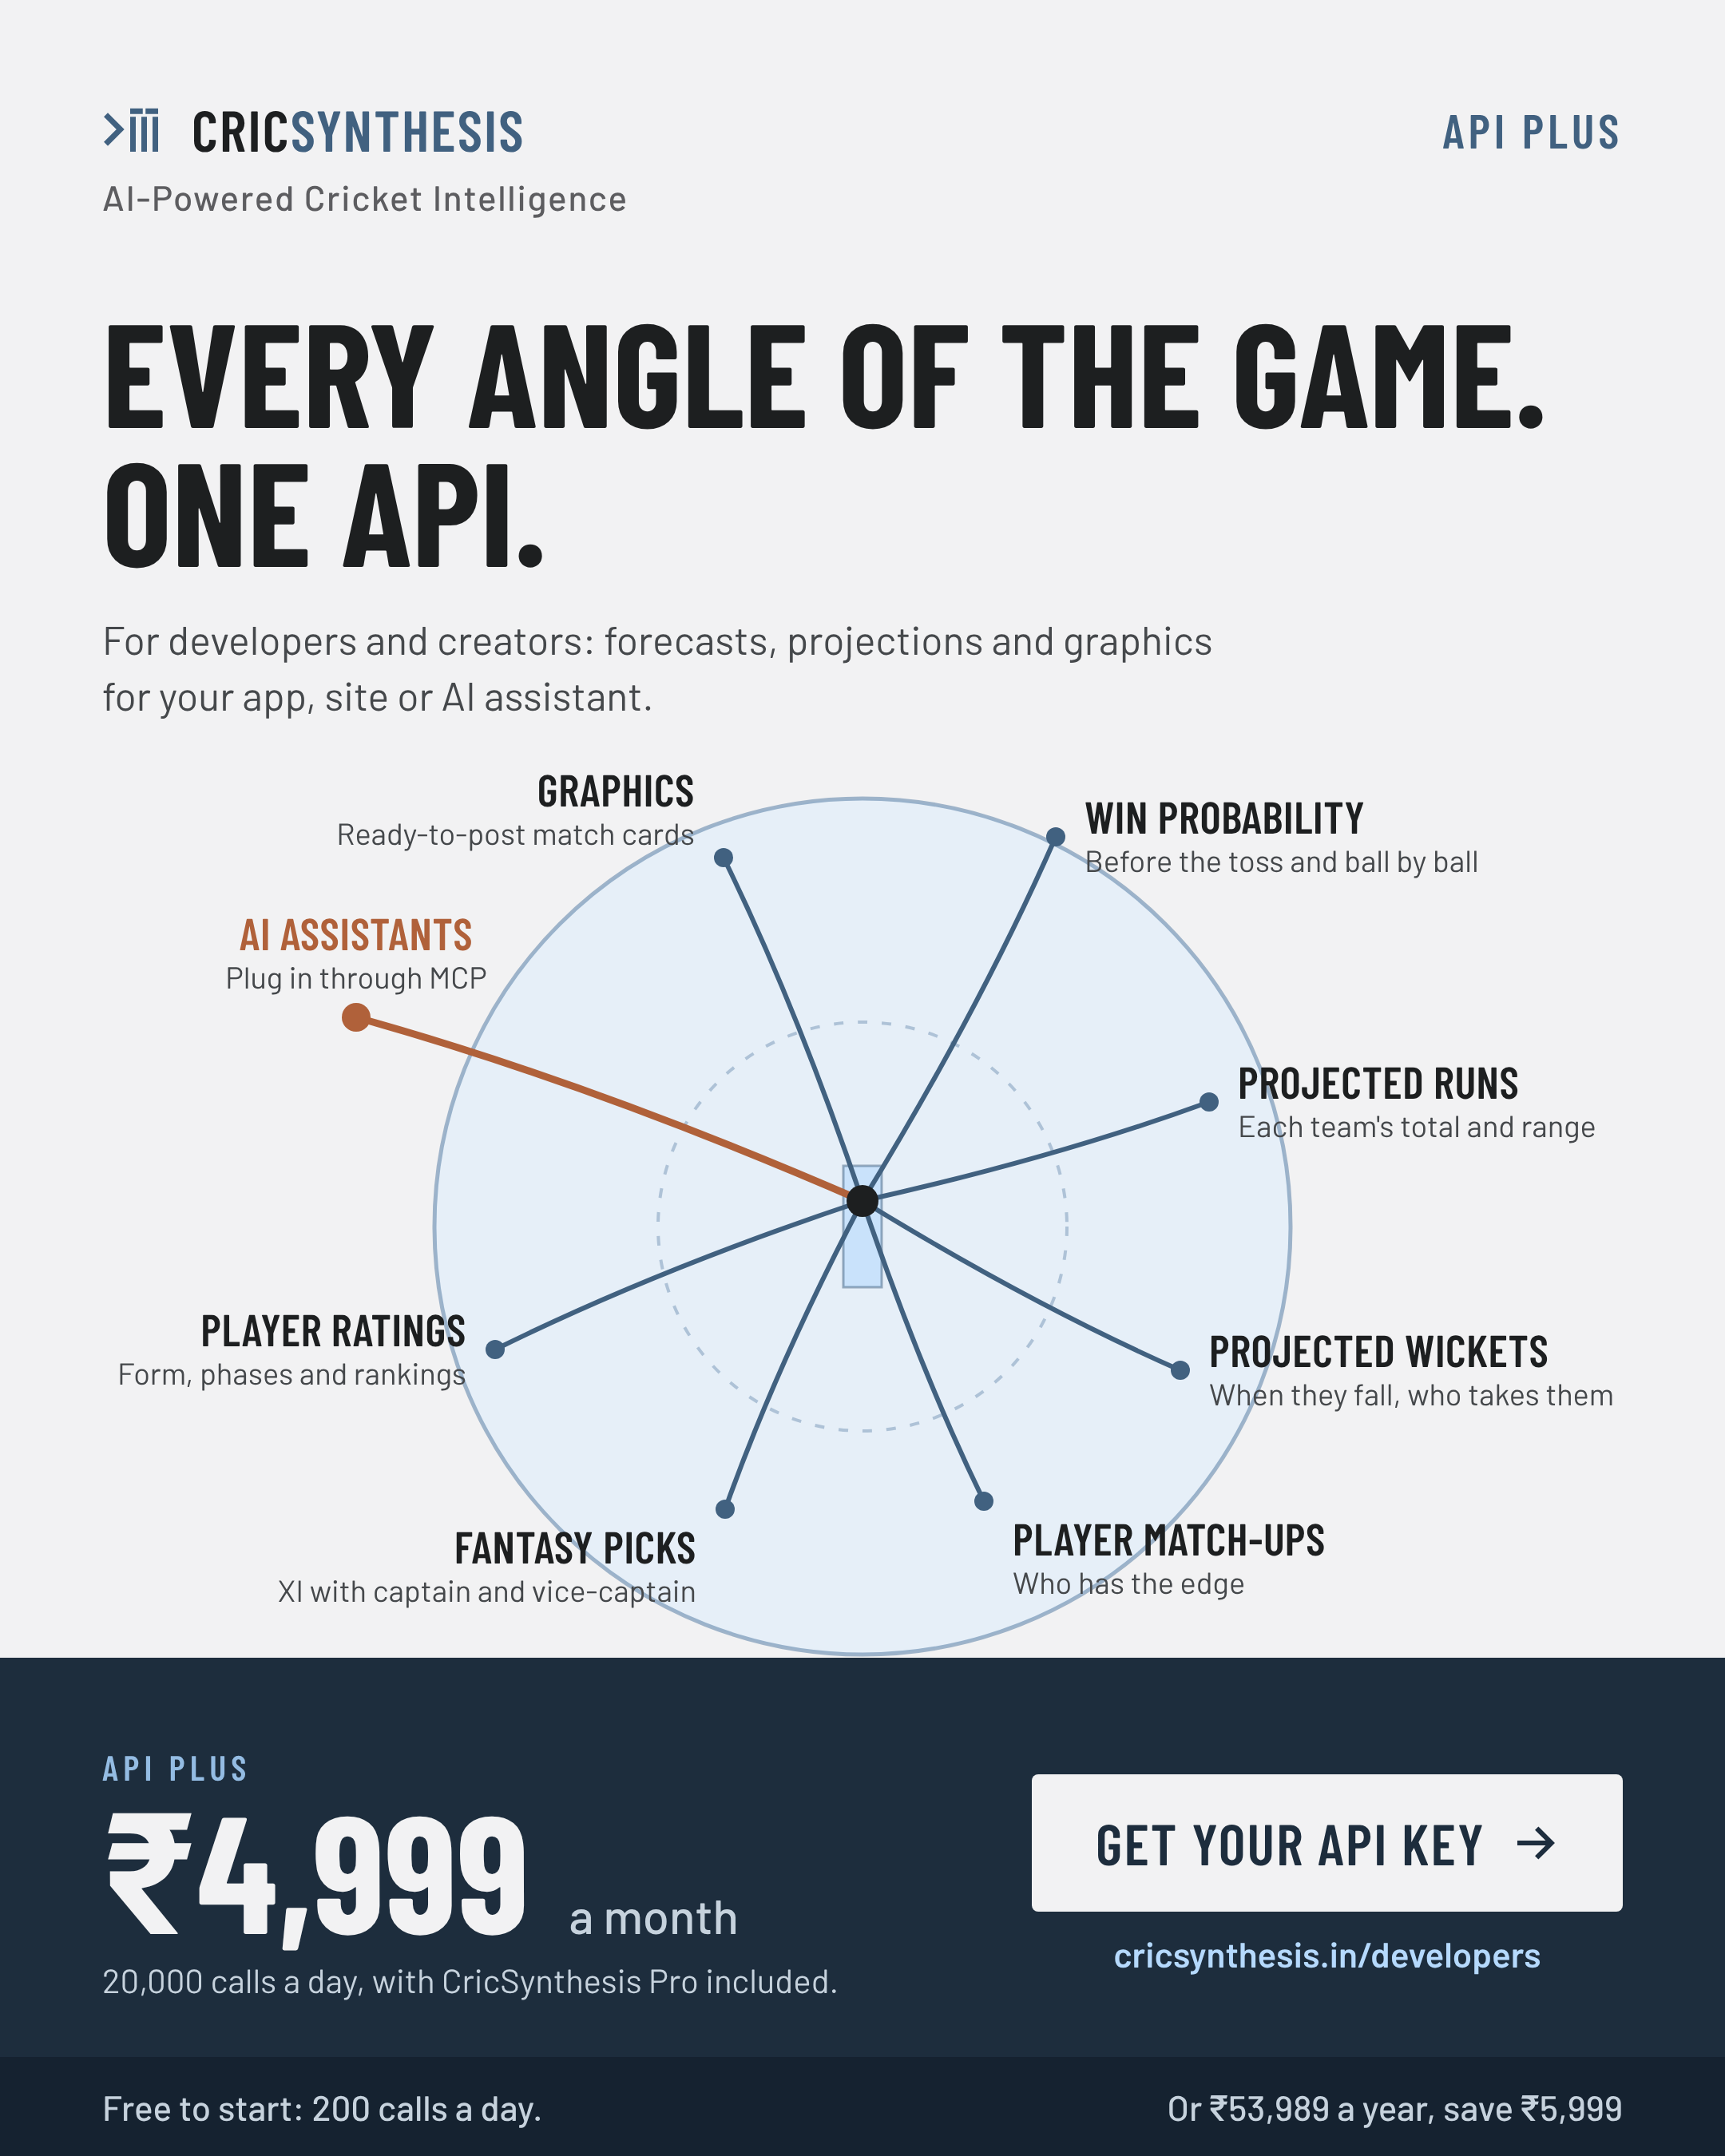 CRICSYNTHESIS
API PLUS
AI-Powered Cricket Intelligence
EVERY ANGLE OF THE GAME.
ONE API.
For developers and creators: forecasts, projections and graphics
for your app, site or AI assistant.
GRAPHICS
Ready-to-post match cards
WIN PROBABILITY
Before the toss and ball by ball
AI ASSISTANTS
Plug in through MCP
PROJECTED RUNS
Each team's total and range
PLAYER RATINGS
Form, phases and rankings
PROJECTED WICKETS
When they fall, who takes them
FANTASY PICKS
XI with captain and vice-captain
PLAYER MATCH-UPS
Who has the edge
API PLUS
₹4,999 a month
20,000 calls a day, with CricSynthesis Pro included.
GET YOUR API KEY →
cricsynthesis.in/developers
Free to start: 200 calls a day.
Or ₹53,989 a year, save ₹5,999